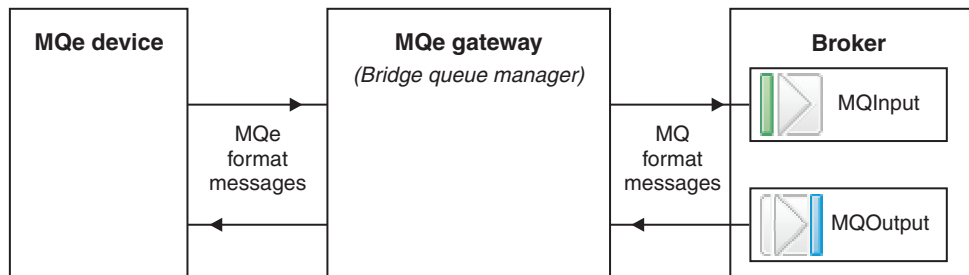 MQe device
MQe gateway
(Bridge queue manager)
Broker
MQInput
MQe
format
messages
MQ
format
messages
MQOutput